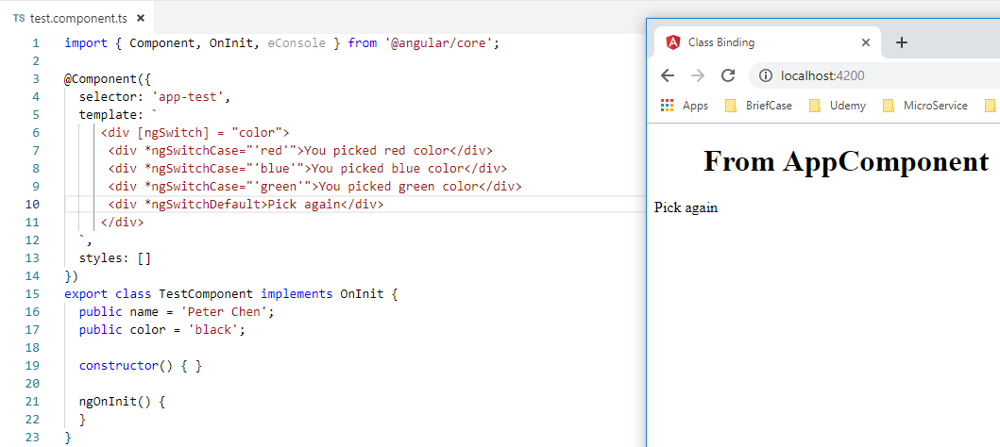 TS test.component.ts ×
1 import { Component, OnInit, eConsole } from '@angular/core';
2
3 @Component({
4 selector: 'app-test',
5 template: `
6 <div [ngSwitch] = "color">
7 <div *ngSwitchCase="'red'">You picked red color</div>
8 <div *ngSwitchCase="'blue'">You picked blue color</div>
9 <div *ngSwitchCase="'green'">You picked green color</div>
10 <div *ngSwitchDefault>Pick again</div>
11 </div>
12 `,
13 styles: []
14 })
15 export class TestComponent implements OnInit {
16 public name = 'Peter Chen';
17 public color = 'black';
18
19 constructor() { }
20
21 ngOnInit() {
22 }
23 }
Class Binding
localhost:4200
Apps BriefCase Udemy MicroService
From AppComponent
Pick again